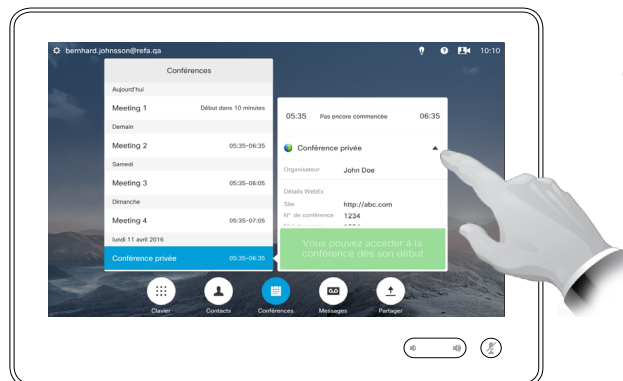 bernhard.johnsson@refa.qa
10:10
Conférences
Aujourd'hui
Meeting 1 Début dans 10 minutes
Demain
Meeting 2 05:35-06:35
Samedi
Meeting 3 05:35-06:05
Dimanche
Meeting 4 05:35-07:05
lundi 11 avril 2016
Conférence privée 05:35-06:35
05:35 Pas encore commencée 06:35
Conférence privée
Organisateur John Doe
Détails WebEx
Site http://abc.com
N° de conférence 1234
Vous pouvez accéder à la
conférence dès son début
Clavier Contacts Conférences Messages Partager